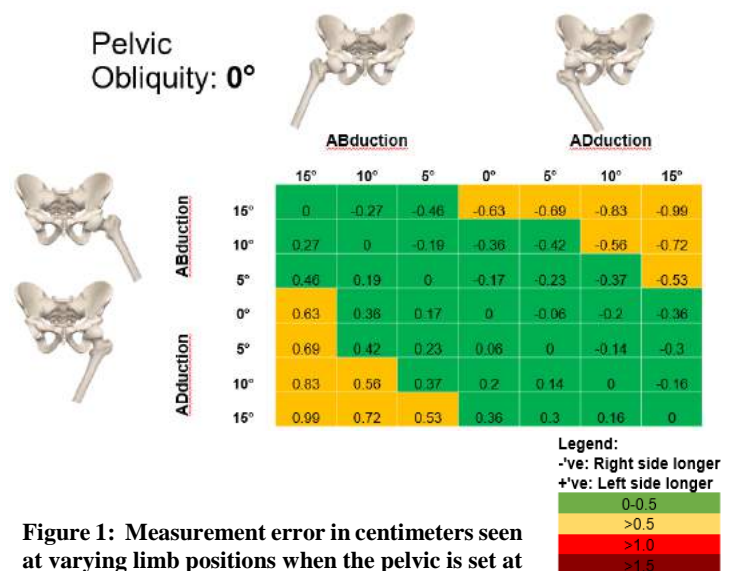 Pelvic
Obliquity: 0°
ABduction ADduction
15° 10° 5° 0° 5° 10° 15°
ABduction
15° 0 -0.27 -0.46 -0.63 -0.69 -0.83 -0.99
10° 0.27 0 -0.19 -0.36 -0.42 -0.56 -0.72
5° 0.46 0.19 0 -0.17 -0.23 -0.37 -0.53
0° 0.63 0.36 0.17 0 -0.06 -0.2 -0.36
ADduction
5° 0.69 0.42 0.23 0.06 0 -0.14 -0.3
10° 0.83 0.56 0.37 0.2 0.14 0 -0.16
15° 0.99 0.72 0.53 0.36 0.3 0.16 0
Legend:
-'ve: Right side longer
+'ve: Left side longer
0-0.5
>0.5
>1.0
>1.5
Figure 1: Measurement error in centimeters seen
at varying limb positions when the pelvic is set at